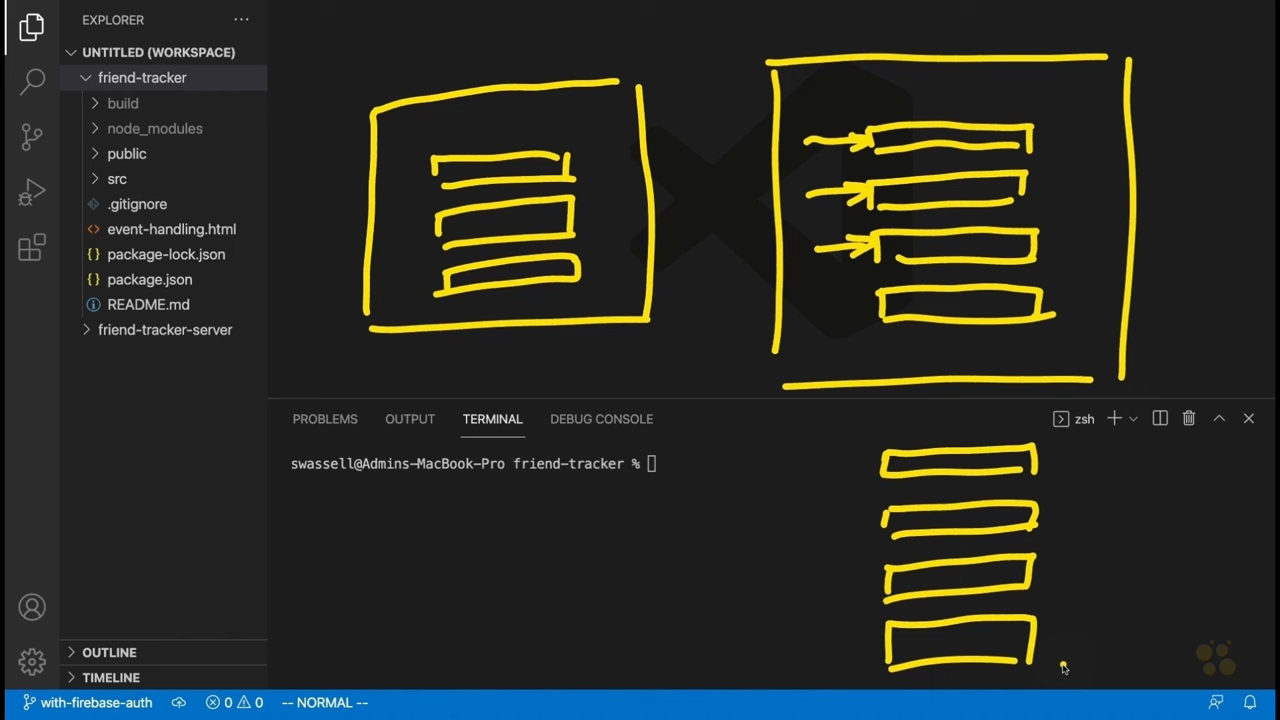 EXPLORER
UNTITLED (WORKSPACE)
friend-tracker
build
node_modules
public
src
.gitignore
event-handling.html
package-lock.json
package.json
README.md
friend-tracker-server
PROBLEMS OUTPUT TERMINAL DEBUG CONSOLE zsh
swassell@Admins-MacBook-Pro friend-tracker %
OUTLINE
TIMELINE
with-firebase-auth 0 0 -- NORMAL --